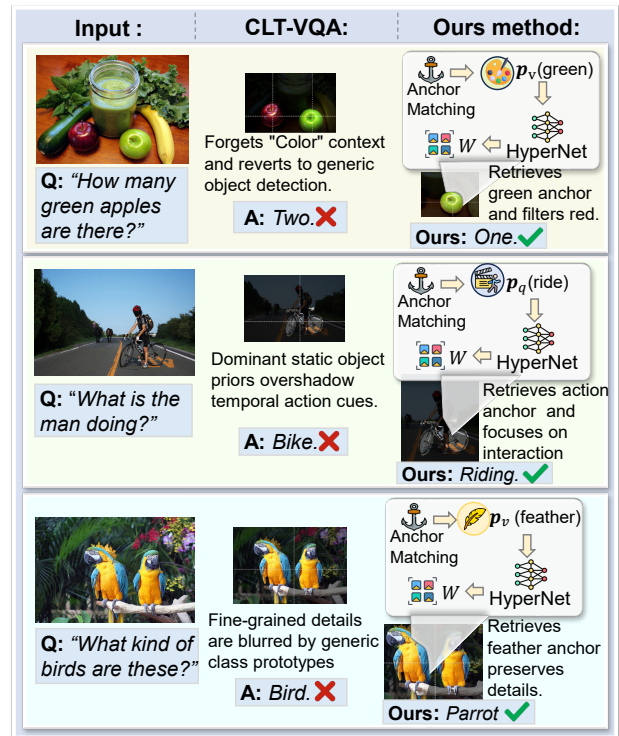 Input :
CLT-VQA:
Ours method:
Q: “How many
green apples
are there?”
Forgets "Color" context
and reverts to generic
object detection.
A: Two.
Anchor
Matching
𝒑v(green)
W
HyperNet
Retrieves
green anchor
and filters red.
Ours: One.
Q: “What is the
man doing?”
Dominant static object
priors overshadow
temporal action cues.
A: Bike.
Anchor
Matching
𝒑q(ride)
W
HyperNet
Retrieves action
anchor and
focuses on
interaction
Ours: Riding.
Q: “What kind of
birds are these?”
Fine-grained details
are blurred by generic
class prototypes
A: Bird.
Anchor
Matching
𝒑v (feather)
W
HyperNet
Retrieves
feather anchor
preserves
details.
Ours: Parrot